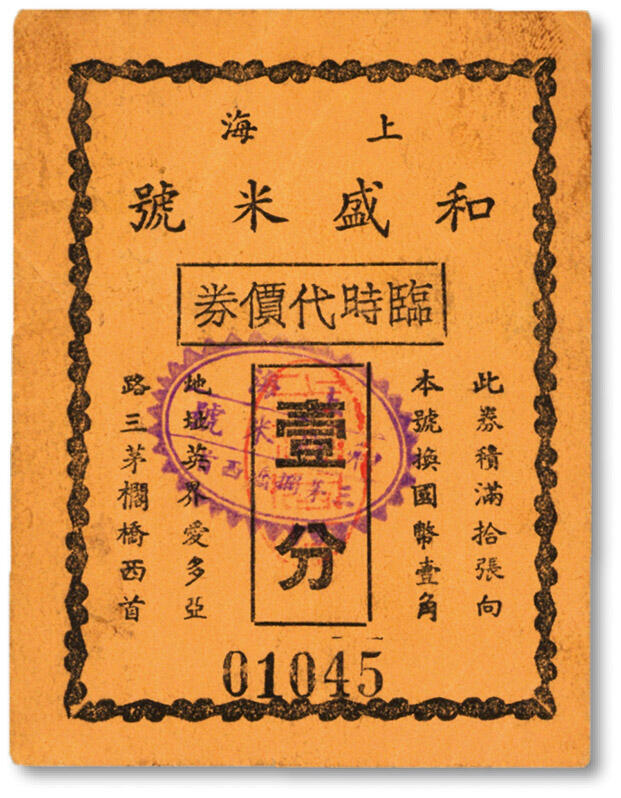 上海
和盛米號
臨時代價券
此券積滿拾張向
本號換國幣壹角
壹分
地址英界愛多亞
路三茅欄橋西首
01045